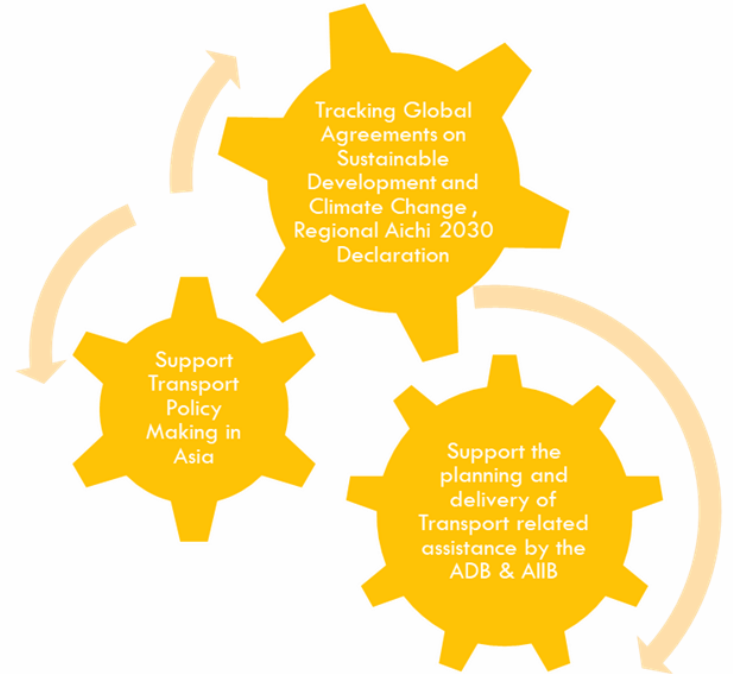 Tracking Global
Agreements on
Sustainable
Development and
Climate Change ,
Regional Aichi 2030
Declaration
Support
Transport
Policy
Making in
Asia
Support the
planning and
delivery of
Transport related
assistance by the
ADB & AIIB